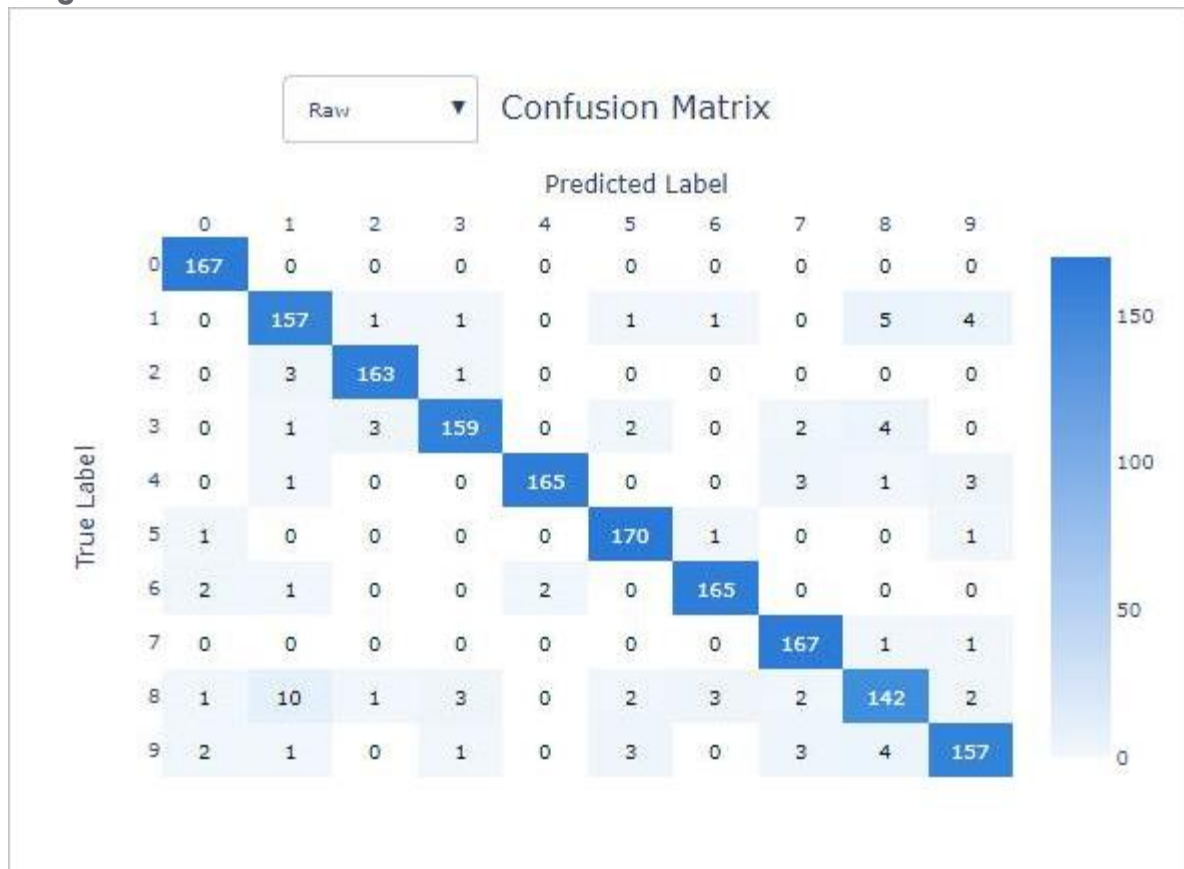 Raw ▼ Confusion Matrix
Predicted Label
0 1 2 3 4 5 6 7 8 9
0 167 0 0 0 0 0 0 0 0 0
1 0 157 1 1 0 1 1 0 5 4 150
2 0 3 163 1 0 0 0 0 0 0
3 0 1 3 159 0 2 0 2 4 0
4 0 1 0 0 165 0 0 3 1 3 100
True Label
5 1 0 0 0 0 170 1 0 0 1
6 2 1 0 0 2 0 165 0 0 0 50
7 0 0 0 0 0 0 0 167 1 1
8 1 10 1 3 0 2 3 2 142 2
9 2 1 0 1 0 3 0 3 4 157 0